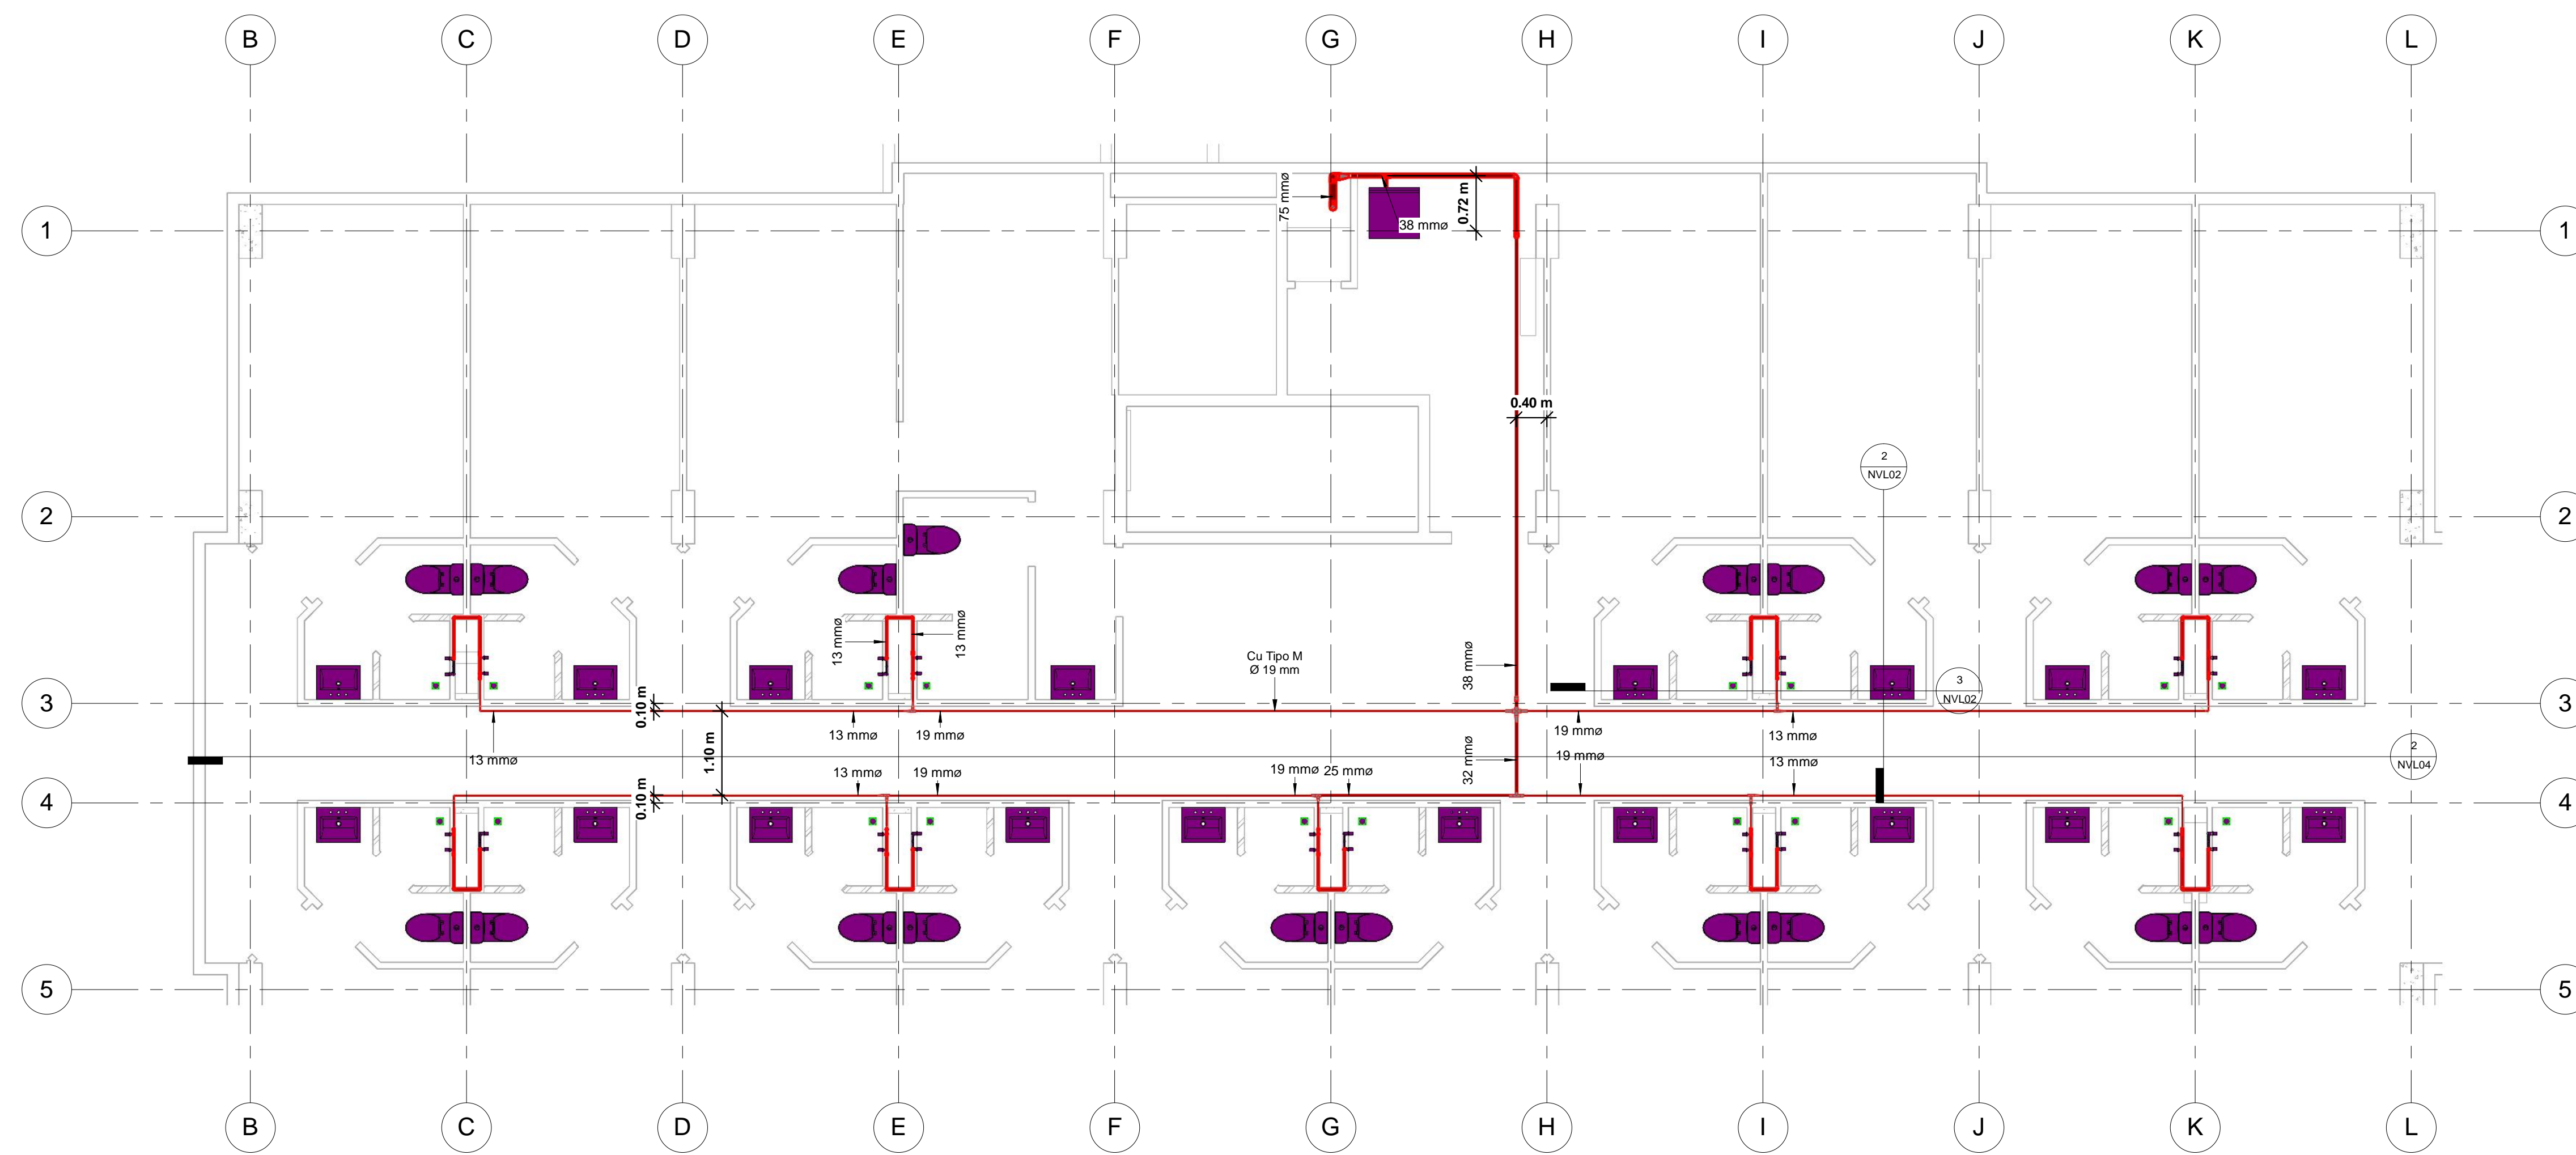 B C D E F G H I J K L
1
75 mmø
38 mmø
0.72 m
1
0.40 m
2
NVL02
2
2
13 mmø
13 mmø
Cu Tipo M
Ø 19 mm
38 mmø
3
NVL02
3
0.10 m
3
13 mmø
13 mmø
19 mmø
19 mmø
13 mmø
1.10 m
32 mmø
2
NVL04
13 mmø
19 mmø
19 mmø
25 mmø
19 mmø
13 mmø
4
0.10 m
4
5
5
B C D E F G H I J K L